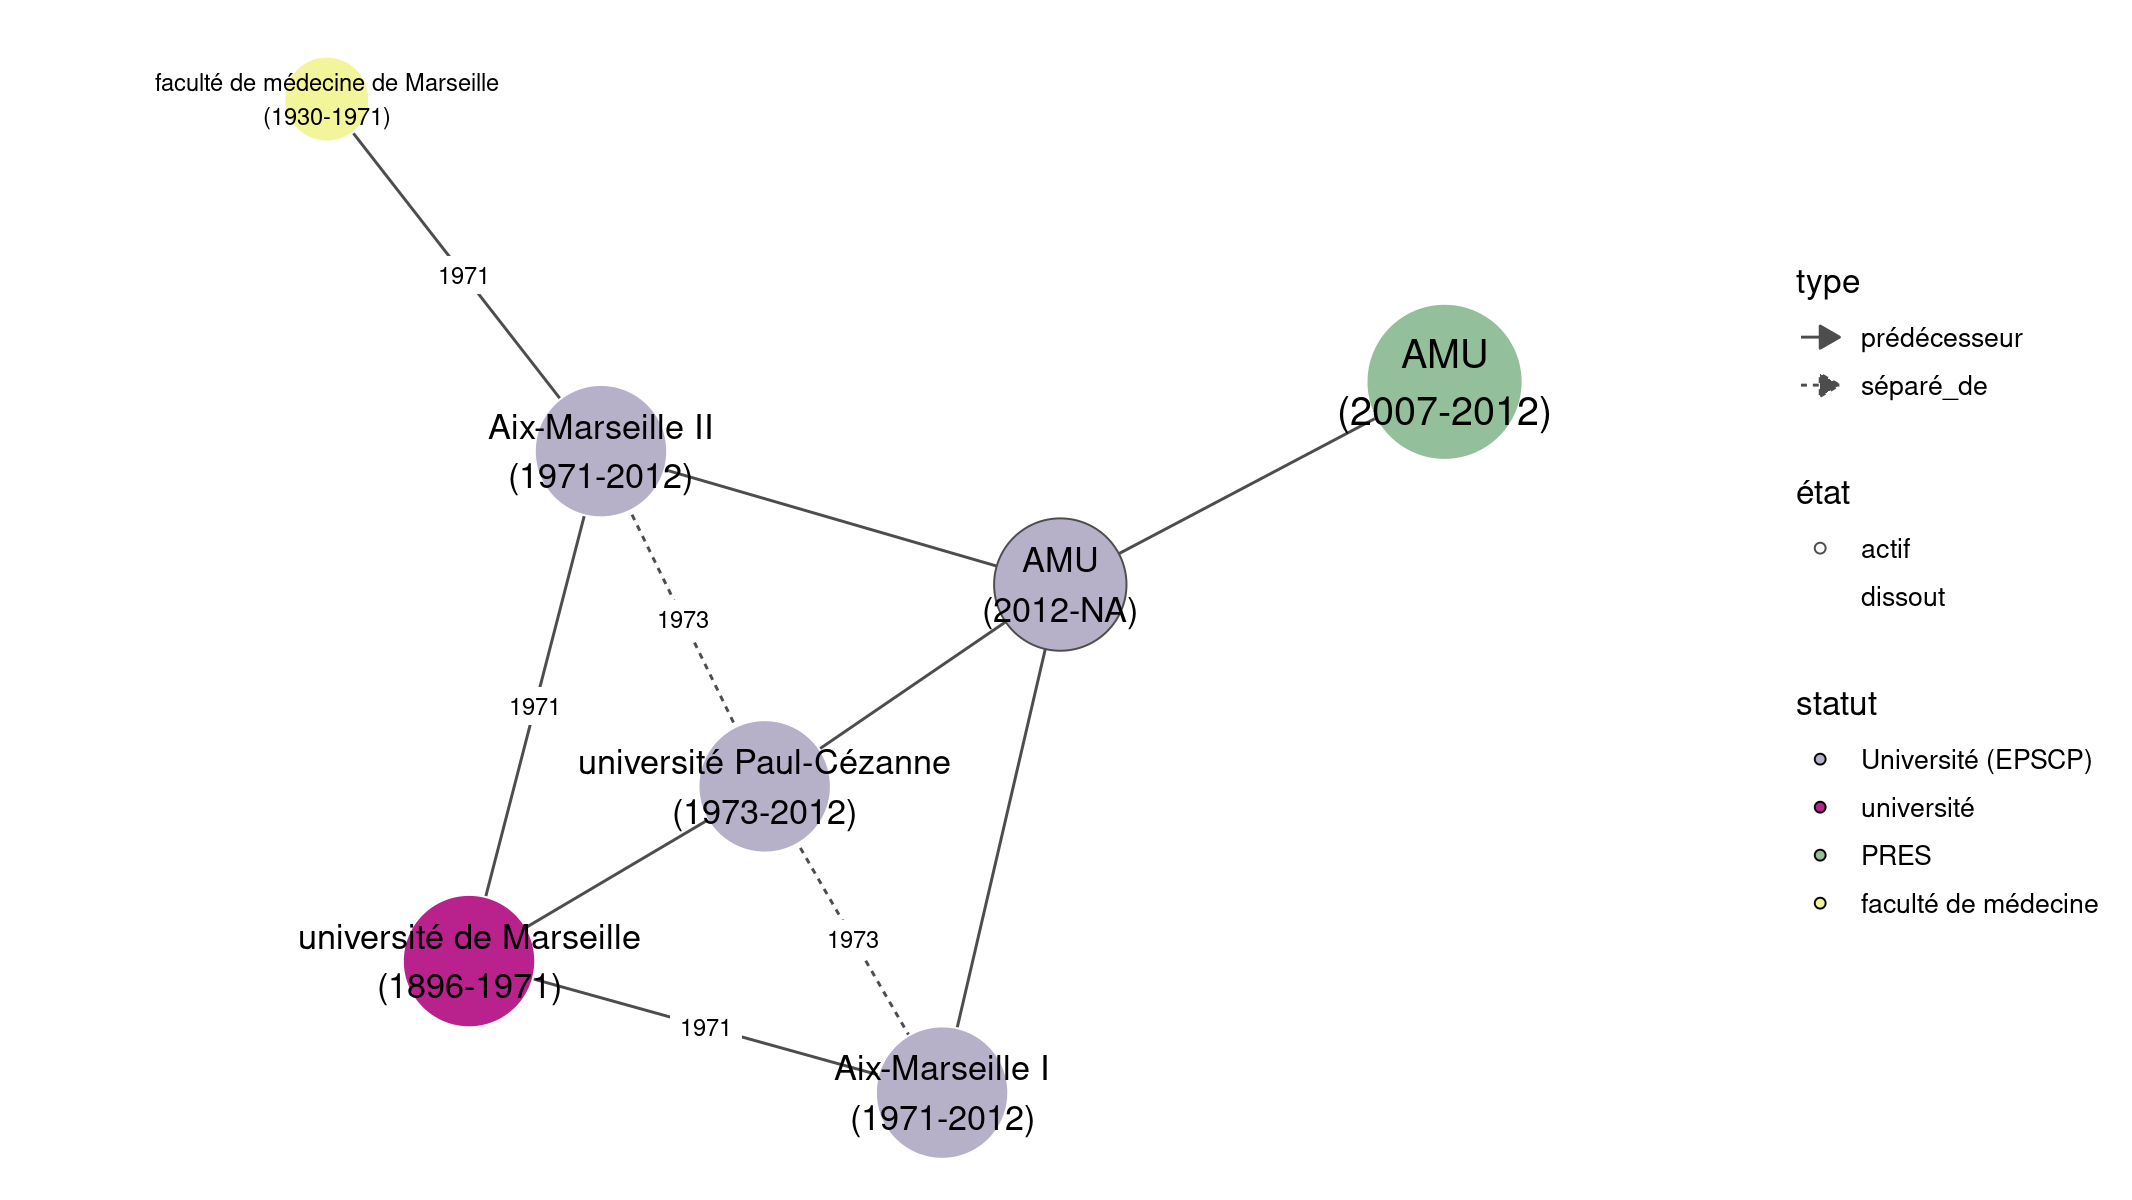 faculté de médecine de Marseille
(1930-1971)
1971
AMU
(2007-2012)
Aix-Marseille II
(1971-2012)
AMU
(2012-NA)
1973
1971
université Paul-Cézanne
(1973-2012)
université de Marseille
(1896-1971)
1973
1971
Aix-Marseille I
(1971-2012)
type
prédécesseur
séparé_de
état
actif
dissout
statut
Université (EPSCP)
université
PRES
faculté de médecine